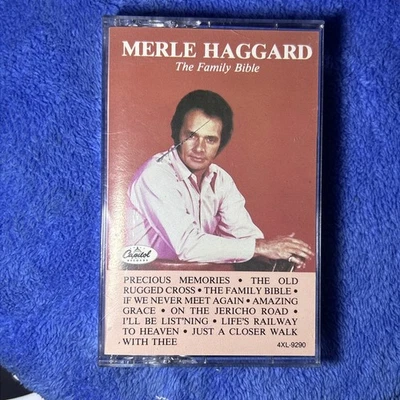 MERLE HAGGARD
The Family Bible
Capitol
RECORDS
PRECIOUS MEMORIES • THE OLD
RUGGED CROSS • THE FAMILY BIBLE •
IF WE NEVER MEET AGAIN • AMAZING
GRACE • ON THE JERICHO ROAD •
I'LL BE LIST'NING • LIFE'S RAILWAY
TO HEAVEN • JUST A CLOSER WALK
WITH THEE
4XL-9290